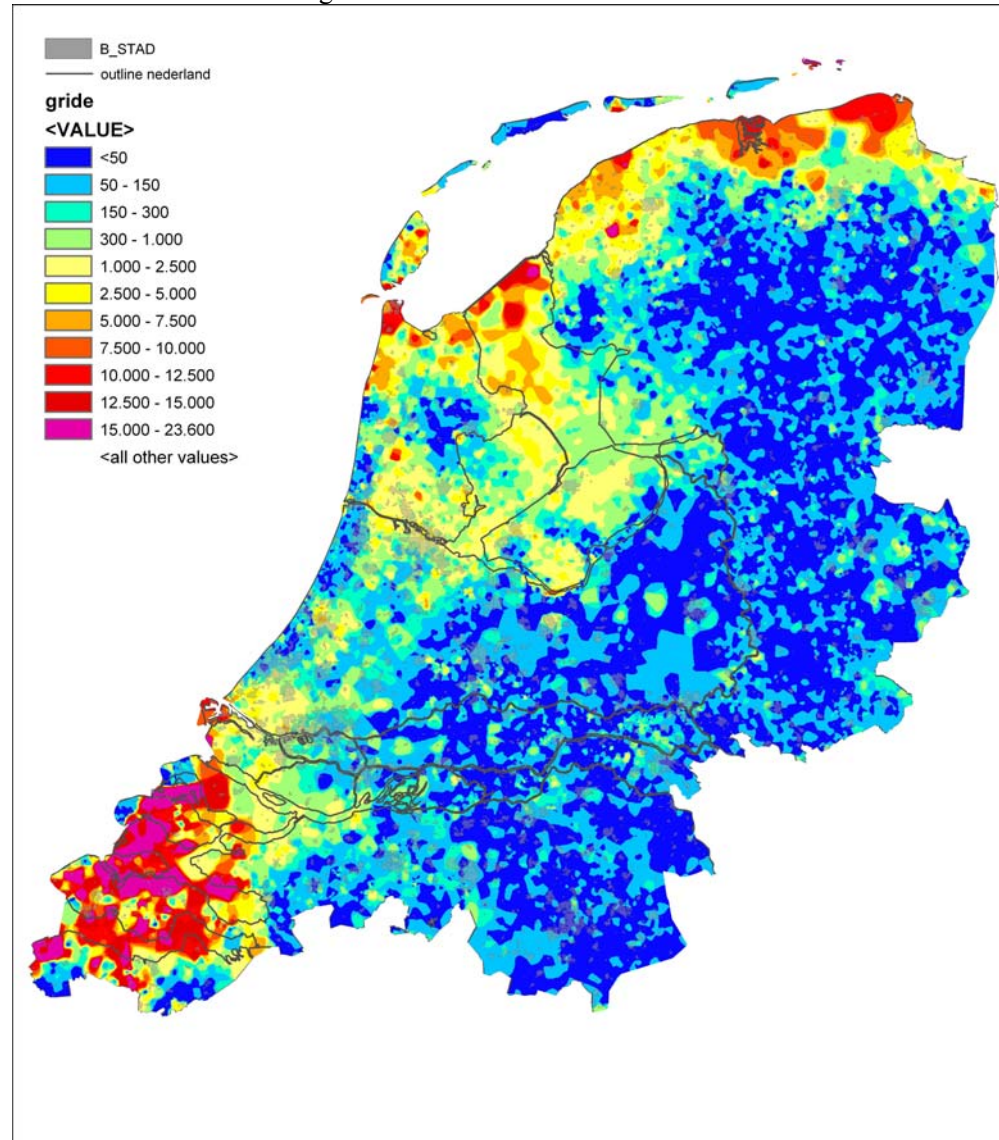 B_STAD
outline nederland
gride
<VALUE>
<50
50 - 150
150 - 300
300 - 1.000
1.000 - 2.500
2.500 - 5.000
5.000 - 7.500
7.500 - 10.000
10.000 - 12.500
12.500 - 15.000
15.000 - 23.600
<all other values>